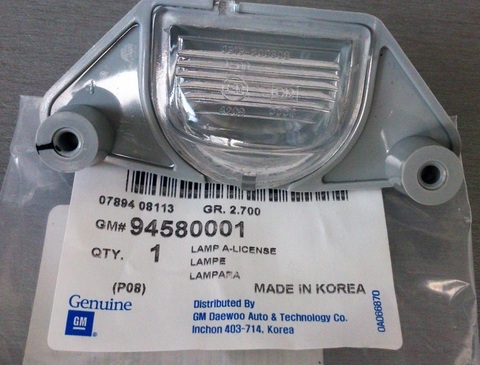 07894 08113 GR. 2.700
GM# 94580001
QTY. 1 LAMP A-LICENSE
LAMPE
LAMPARA
(P08) MADE IN KOREA
Genuine
GM
Distributed By
GM Daewoo Auto & Technology Co.
Inchon 403-714, Korea
0A086870